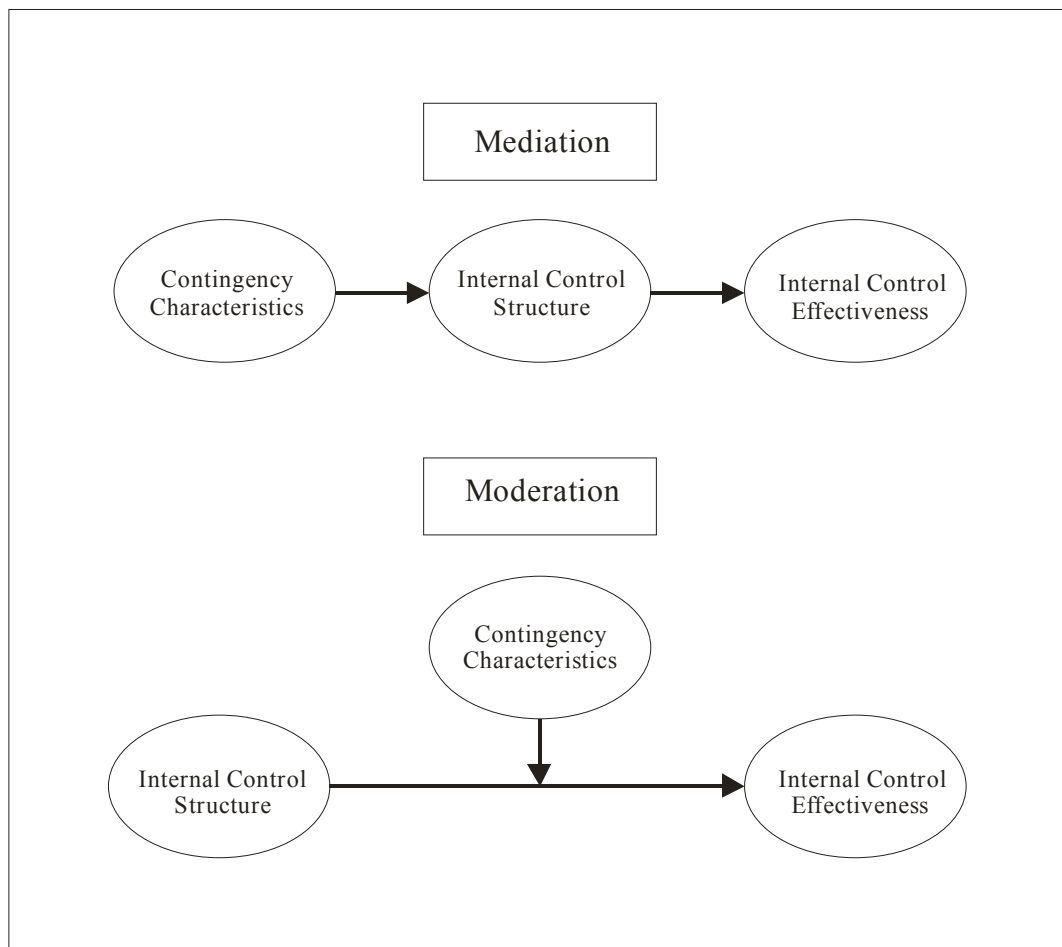 Mediation
Contingency
Characteristics
Internal Control
Structure
Internal Control
Effectiveness
Moderation
Contingency
Characteristics
Internal Control
Structure
Internal Control
Effectiveness